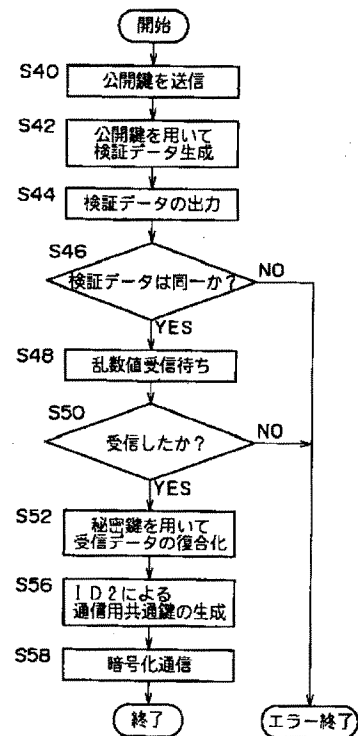 開始
S40
公開鍵を送信
S42
公開鍵を用いて
検証データ生成
S44
検証データの出力
S46
検証データは同一か?
NO
YES
S48
乱数値受信待ち
S50
受信したか?
NO
YES
S52
秘密鍵を用いて
受信データの復合化
S56
ID2による
通信用共通鍵の生成
S58
暗号化通信
終了
エラー終了